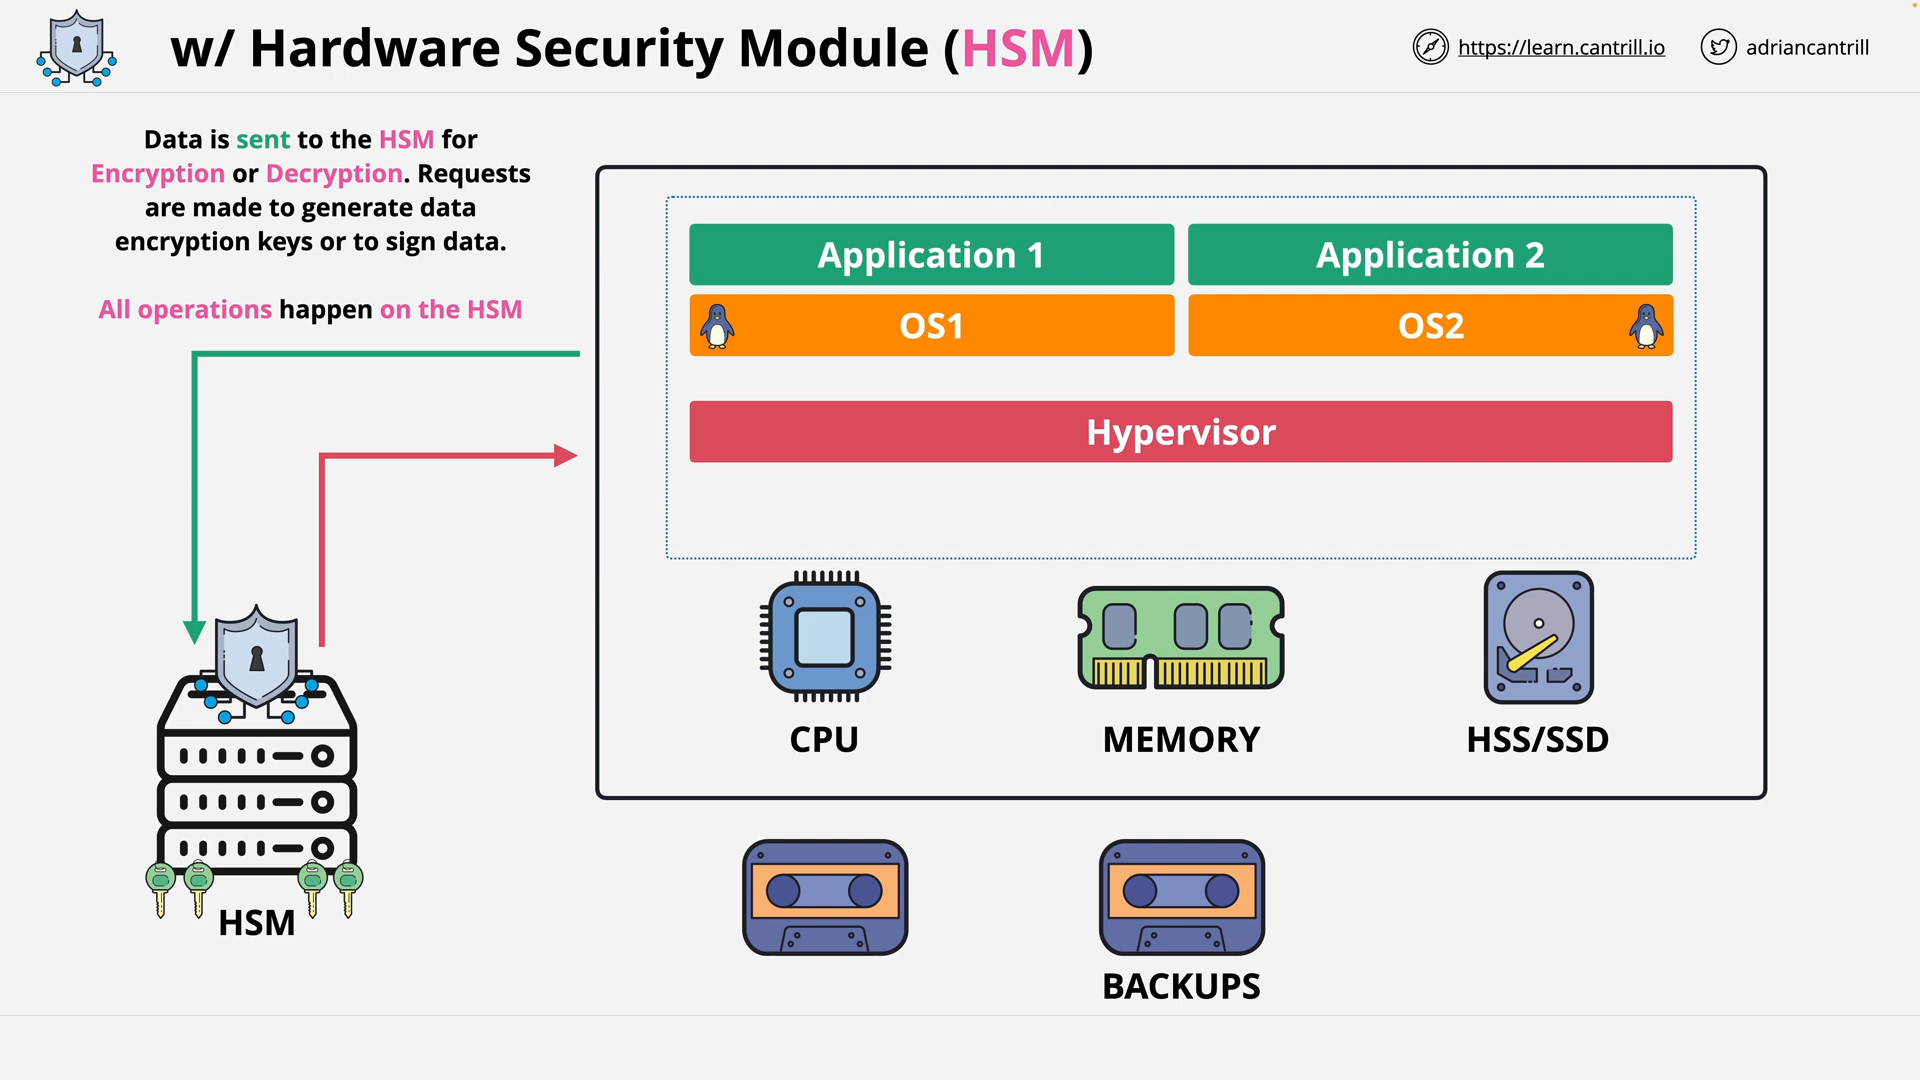 w/ Hardware Security Module (HSM)
https://learn.cantrill.io
adriancantrill
Data is sent to the HSM for
Encryption or Decryption. Requests
are made to generate data
encryption keys or to sign data.
All operations happen on the HSM
Application 1
Application 2
OS1
OS2
Hypervisor
CPU
MEMORY
HSS/SSD
HSM
BACKUPS